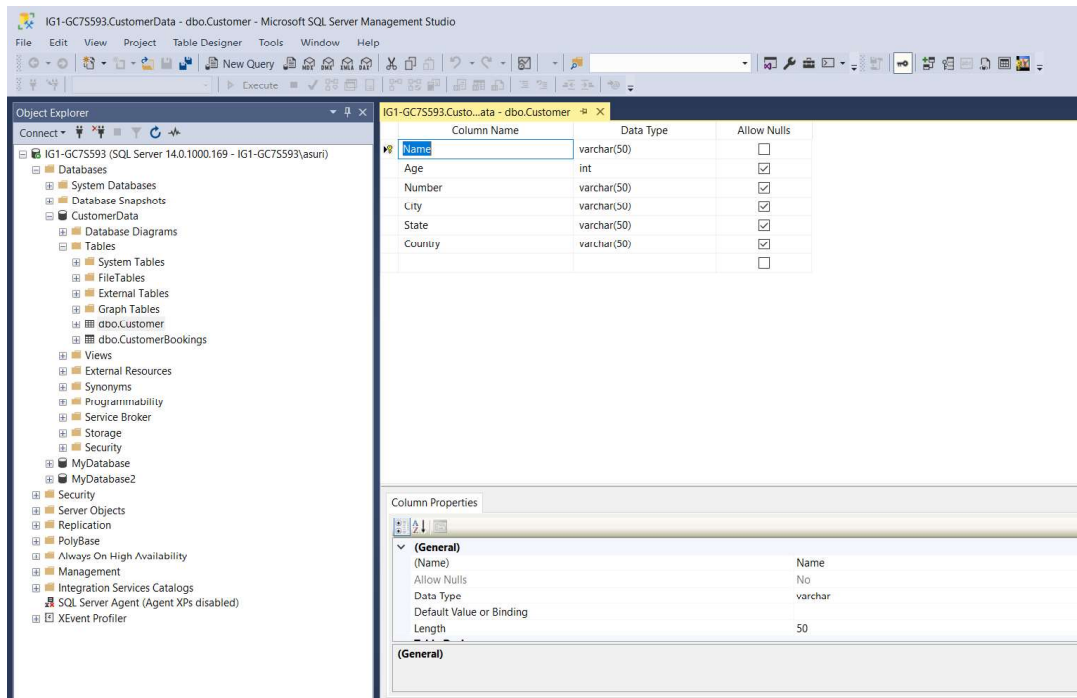 IG1-GC7S593.CustomerData - dbo.Customer - Microsoft SQL Server Management Studio
File Edit View Project Table Designer Tools Window Help
New Query
Execute
Object Explorer
Connect
IG1-GC7S593 (SQL Server 14.0.1000.169 - IG1-GC7S593\asuri)
Databases
System Databases
Database Snapshots
CustomerData
Database Diagrams
Tables
System Tables
FileTables
External Tables
Graph Tables
dbo.Customer
dbo.CustomerBookings
Views
External Resources
Synonyms
Programmability
Service Broker
Storage
Security
MyDatabase
MyDatabase2
Security
Server Objects
Replication
PolyBase
Always On High Availability
Management
Integration Services Catalogs
SQL Server Agent (Agent XPs disabled)
XEvent Profiler
IG1-GC7S593.Custo...ata - dbo.Customer
Column Name Data Type Allow Nulls
Name varchar(50)
Age int
Number varchar(50)
City varchar(50)
State varchar(50)
Country varchar(50)
Column Properties
(General)
(Name) Name
Allow Nulls No
Data Type varchar
Default Value or Binding
Length 50
(General)